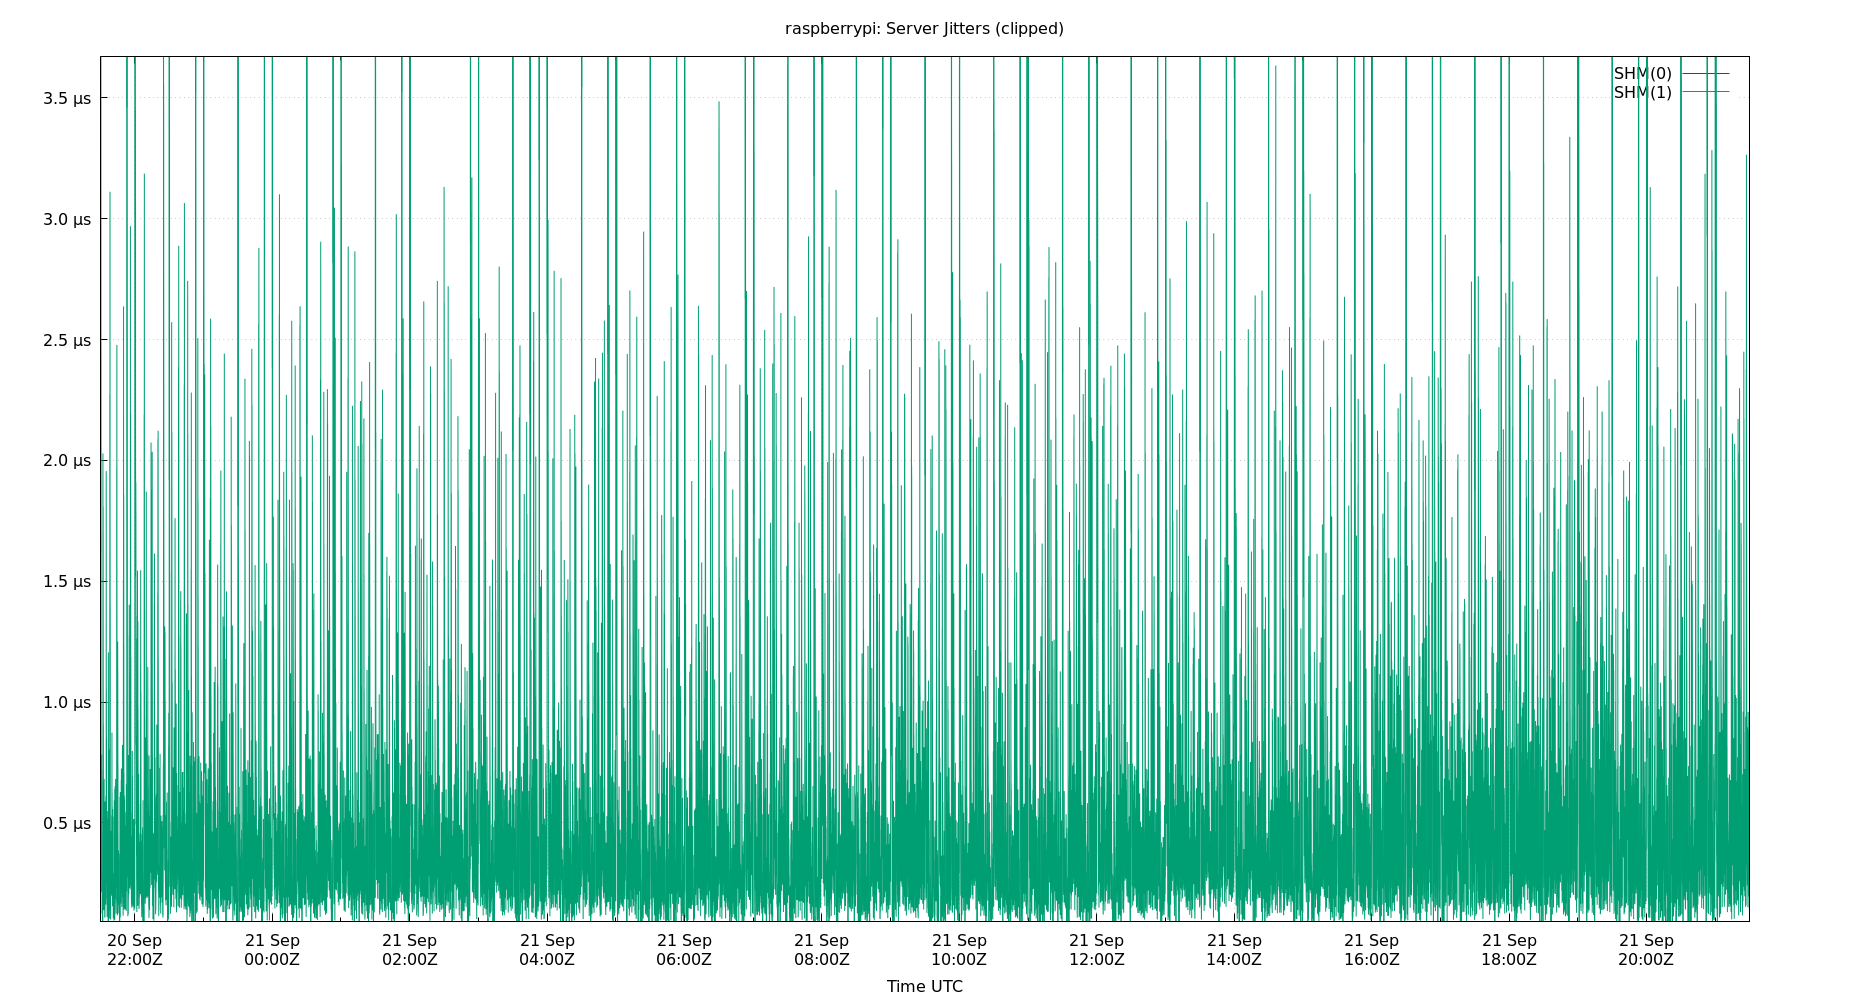 raspberrypi: Server Jitters (clipped)
SHM(0)
SHM(1)
3.5 μs
3.0 μs
2.5 μs
2.0 μs
1.5 μs
1.0 μs
0.5 μs
20 Sep 21 Sep 21 Sep 21 Sep 21 Sep 21 Sep 21 Sep 21 Sep 21 Sep 21 Sep 21 Sep 21 Sep
22:00Z 00:00Z 02:00Z 04:00Z 06:00Z 08:00Z 10:00Z 12:00Z 14:00Z 16:00Z 18:00Z 20:00Z
Time UTC